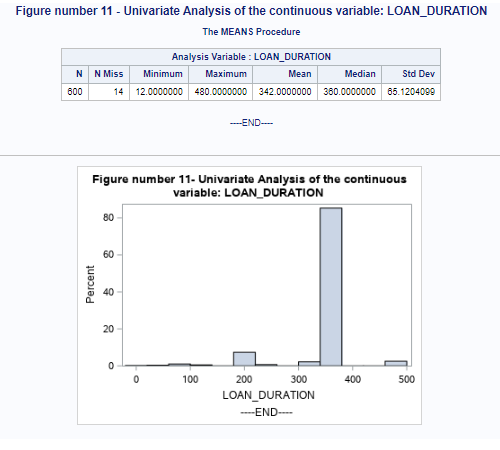 Figure number 11 - Univariate Analysis of the continuous variable: LOAN_DURATION
The MEANS Procedure
Analysis Variable : LOAN_DURATION
N N Miss Minimum Maximum Mean Median Std Dev
600 14 12.0000000 480.0000000 342.0000000 360.0000000 65.1204099
----END----
Figure number 11- Univariate Analysis of the continuous
variable: LOAN_DURATION
80
60
40
20
0
Percent
0 100 200 300 400 500
LOAN_DURATION
----END----